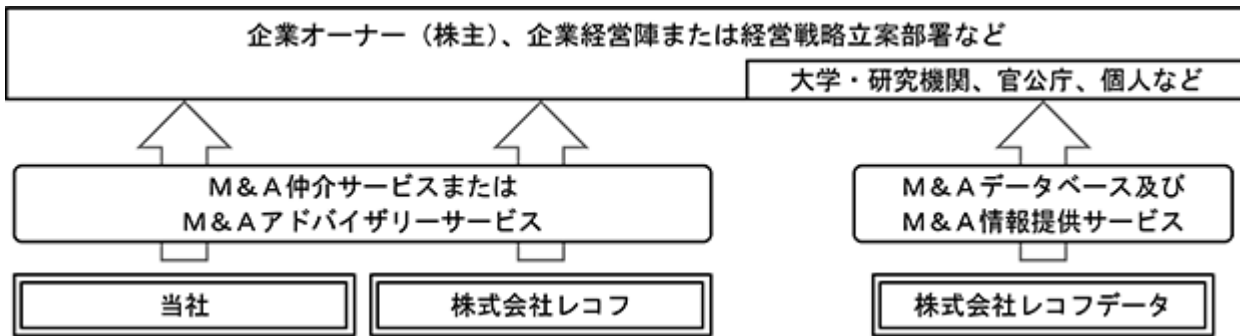 企業オーナー（株主）、企業経営陣または経営戦略立案部署など
大学・研究機関、官公庁、個人など
M＆A仲介サービスまたは
M＆Aアドバイザリーサービス
M＆Aデータベース及び
M＆A情報提供サービス
当社
株式会社レコフ
株式会社レコフデータ